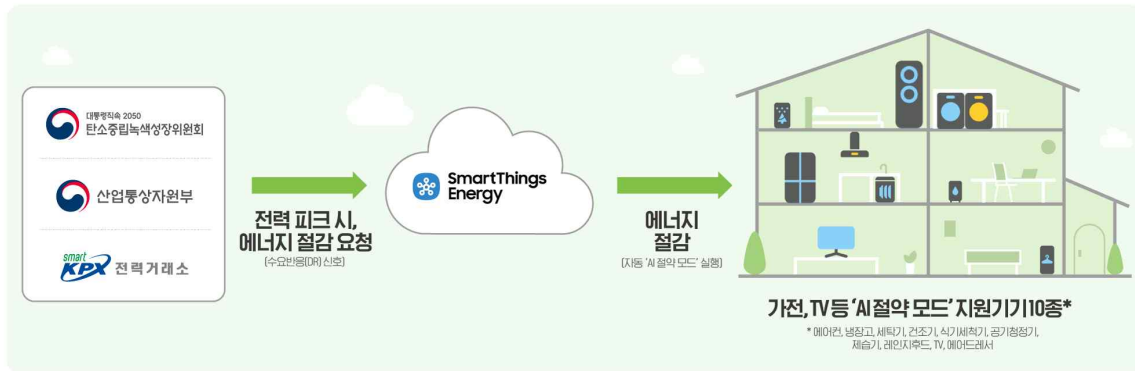 대통령직속 2050
탄소중립녹색성장위원회
산업통상자원부
smart
KPX 전력거래소
전력 피크 시,
에너지 절감 요청
(수요반응(DR) 신호)
SmartThings
Energy
에너지
절감
(자동 'AI 절약 모드' 실행)
가전, TV 등 'AI 절약 모드' 지원기기 10종*
* 에어컨, 냉장고, 세탁기, 건조기, 식기세척기, 공기청정기,
제습기, 레인지후드, TV, 에어드레서